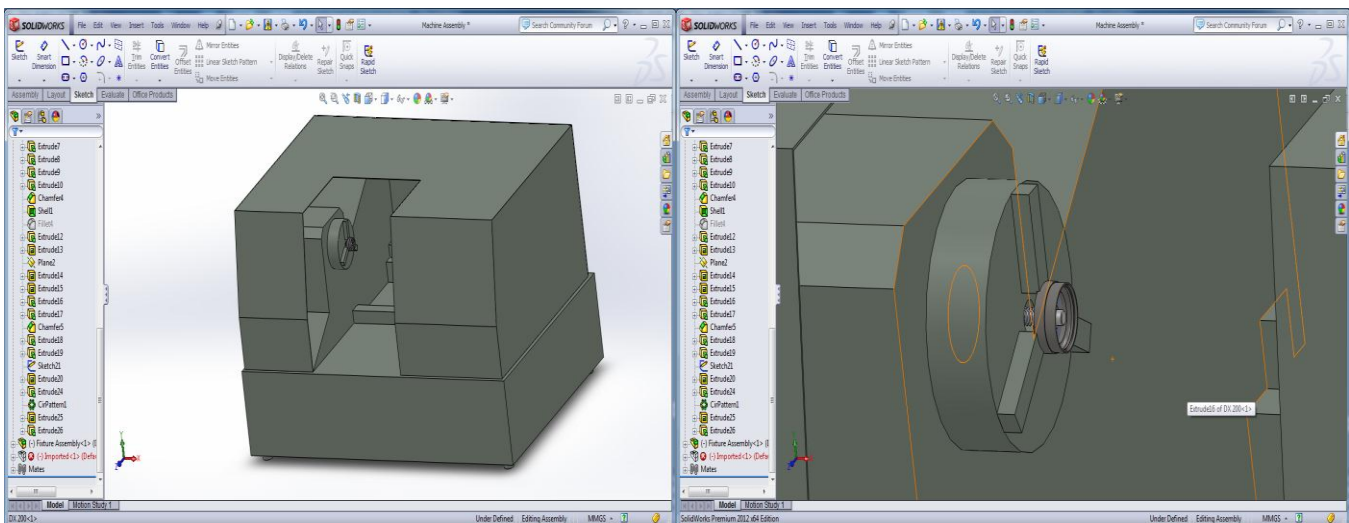 SOLIDWORKS File Edit View Insert Tools Window Help Machine Assembly * Search Community Forum
Sketch Smart Dimension Trim Entities Convert Entities Offset Entities Mirror Entities Linear Sketch Pattern Move Entities Display/Delete Relations Repair Sketch Quick Snaps Rapid Sketch
Assembly Layout Sketch Evaluate Office Products
Extrude7
Extrude8
Extrude9
Extrude10
Chamfer4
Shell1
Fillet4
Extrude12
Extrude13
Plane2
Extrude14
Extrude15
Extrude16
Extrude17
Chamfer5
Extrude18
Extrude19
Sketch21
Extrude20
Extrude24
CirPattern1
Extrude25
Extrude26
(-) Fixture Assembly<1> (
(-) Imported<1> (Defa
Mates
Y
X
Z
Model Motion Study 1
DX 200<1> Under Defined Editing Assembly MMGS
SOLIDWORKS File Edit View Insert Tools Window Help Machine Assembly * Search Community Forum
Sketch Smart Dimension Trim Entities Convert Entities Offset Entities Mirror Entities Linear Sketch Pattern Move Entities Display/Delete Relations Repair Sketch Quick Snaps Rapid Sketch
Assembly Layout Sketch Evaluate Office Products
Extrude7
Extrude8
Extrude9
Extrude10
Chamfer4
Shell1
Fillet4
Extrude12
Extrude13
Plane2
Extrude14
Extrude15
Extrude16
Extrude17
Chamfer5
Extrude18
Extrude19
Sketch21
Extrude20
Extrude24
CirPattern1
Extrude25
Extrude26
(-) Fixture Assembly<1> (
(-) Imported<1> (Defa
Mates
Extrude16 of DX 200<1>
Y
X
Z
Model Motion Study 1
SolidWorks Premium 2012 x64 Edition Under Defined Editing Assembly MMGS